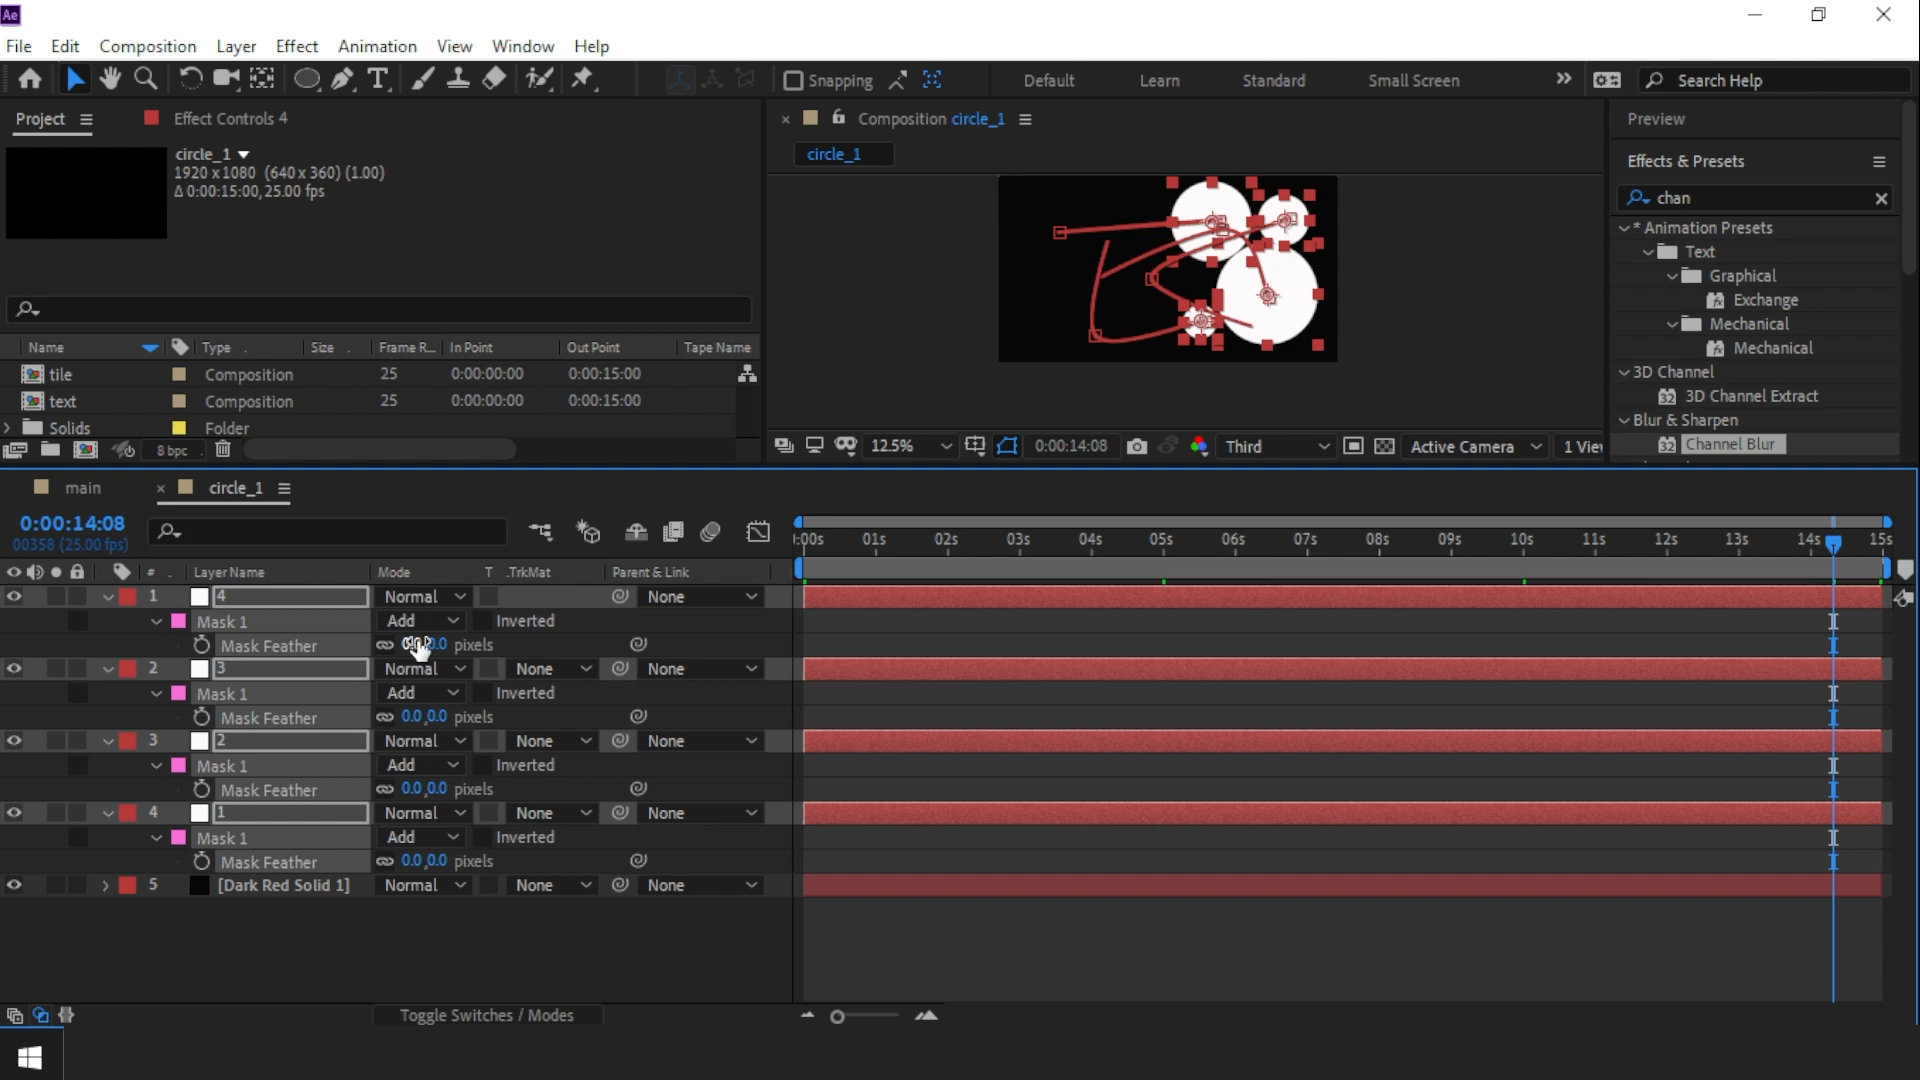 Ae
File Edit Composition Layer Effect Animation View Window Help
Snapping Default Learn Standard Small Screen Search Help
Project Effect Controls 4
circle_1
1920 x 1080 (640 x 360) (1.00)
Δ 0:00:15:00, 25.00 fps
Name Type Size Frame R... In Point Out Point Tape Name
tile Composition 25 0:00:00:00 0:00:15:00
text Composition 25 0:00:00:00 0:00:15:00
Solids Folder
8 bpc
Composition circle_1
circle_1
12.5% 0:00:14:08 Third Active Camera 1 Vie
Preview
Effects & Presets
chan
* Animation Presets
Text
Graphical
Exchange
Mechanical
Mechanical
3D Channel
32 3D Channel Extract
Blur & Sharpen
32 Channel Blur
main circle_1
0:00:14:08
00358 (25.00 fps)
:00s 01s 02s 03s 04s 05s 06s 07s 08s 09s 10s 11s 12s 13s 14s 15s
# Layer Name Mode T .TrkMat Parent & Link
1 4 Normal None
Mask 1 Add Inverted
Mask Feather 0.0 pixels
2 3 Normal None None
Mask 1 Add Inverted
Mask Feather 0.0,0.0 pixels
3 2 Normal None None
Mask 1 Add Inverted
Mask Feather 0.0,0.0 pixels
4 1 Normal None None
Mask 1 Add Inverted
Mask Feather 0.0,0.0 pixels
5 [Dark Red Solid 1] Normal None None
Toggle Switches / Modes